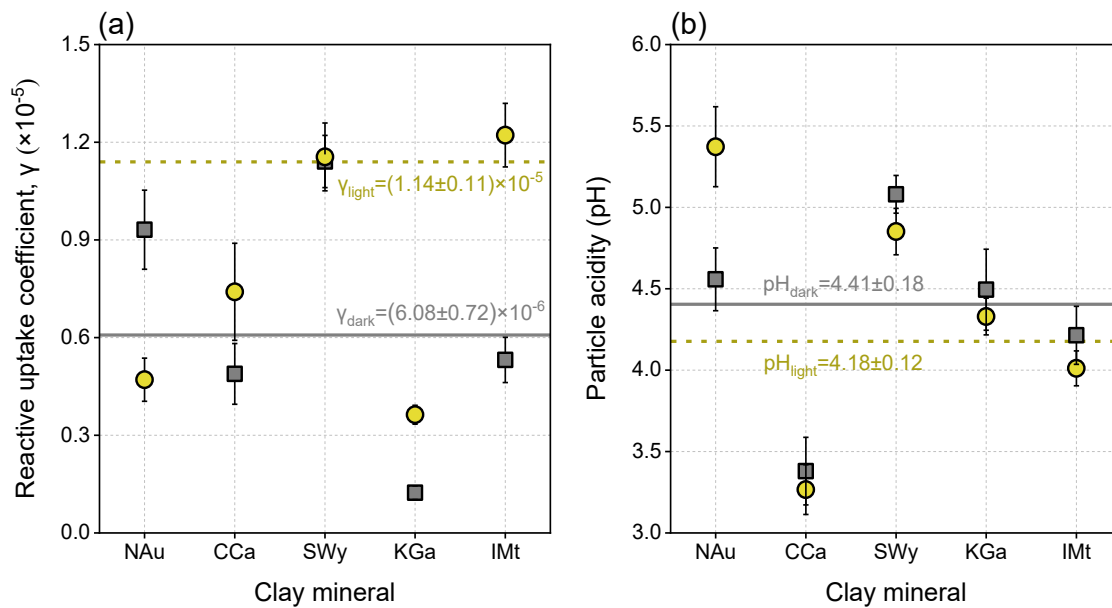 (a)
Reactive uptake coefficient, γ (×10⁻⁵)
1.5
1.2
0.9
0.6
0.3
0.0
γlight=(1.14±0.11)×10⁻⁵
γdark=(6.08±0.72)×10⁻⁶
NAu CCa SWy KGa IMt
Clay mineral
(b)
Particle acidity (pH)
6.0
5.5
5.0
4.5
4.0
3.5
3.0
pHdark=4.41±0.18
pHlight=4.18±0.12
NAu CCa SWy KGa IMt
Clay mineral